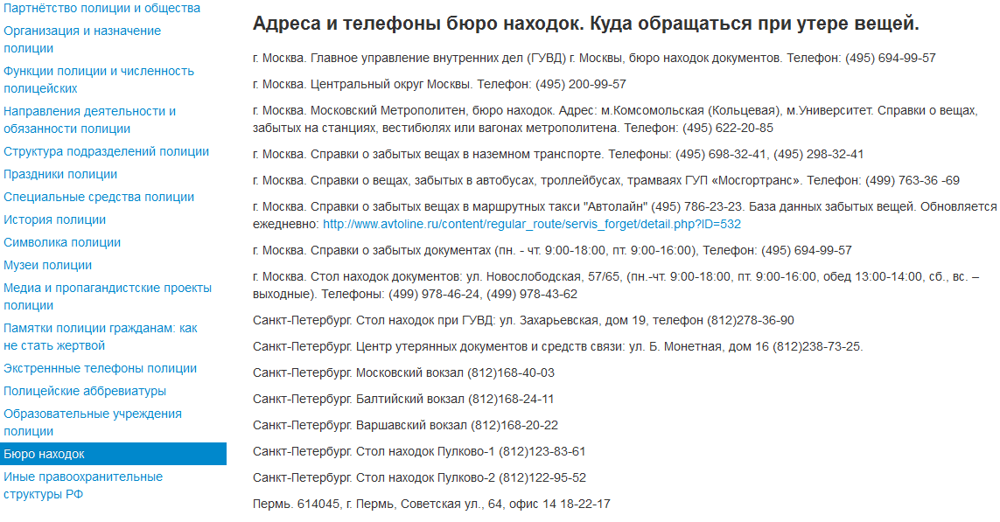 Партнётство полиции и общества
Организация и назначение
полиции
Функции полиции и численность
полицейских
Направления деятельности и
обязанности полиции
Структура подразделений полиции
Праздники полиции
Специальные средства полиции
История полиции
Символика полиции
Музеи полиции
Медиа и пропагандистские проекты
полиции
Памятки полиции гражданам: как
не стать жертвой
Экстреннные телефоны полиции
Полицейские аббревиатуры
Образовательные учреждения
полиции
Бюро находок
Иные правоохранительные
структуры РФ
Адреса и телефоны бюро находок. Куда обращаться при утере вещей.
г. Москва. Главное управление внутренних дел (ГУВД) г. Москвы, бюро находок документов. Телефон: (495) 694-99-57
г. Москва. Центральный округ Москвы. Телефон: (495) 200-99-57
г. Москва. Московский Метрополитен, бюро находок. Адрес: м.Комсомольская (Кольцевая), м.Университет. Справки о вещах,
забытых на станциях, вестибюлях или вагонах метрополитена. Телефон: (495) 622-20-85
г. Москва. Справки о забытых вещах в наземном транспорте. Телефоны: (495) 698-32-41, (495) 298-32-41
г. Москва. Справки о вещах, забытых в автобусах, троллейбусах, трамваях ГУП «Мосгортранс». Телефон: (499) 763-36 -69
г. Москва. Справки о забытых вещах в маршрутных такси "Автолайн" (495) 786-23-23. База данных забытых вещей. Обновляется
ежедневно: http://www.avtoline.ru/content/regular_route/servis_forget/detail.php?ID=532
г. Москва. Справки о забытых документах (пн. - чт. 9:00-18:00, пт. 9:00-16:00), Телефон: (495) 694-99-57
г. Москва. Стол находок документов: ул. Новослободская, 57/65, (пн.-чт. 9:00-18:00, пт. 9:00-16:00, обед 13:00-14:00, сб., вс. –
выходные). Телефоны: (499) 978-46-24, (499) 978-43-62
Санкт-Петербург. Стол находок при ГУВД: ул. Захарьевская, дом 19, телефон (812)278-36-90
Санкт-Петербург. Центр утерянных документов и средств связи: ул. Б. Монетная, дом 16 (812)238-73-25.
Санкт-Петербург. Московский вокзал (812)168-40-03
Санкт-Петербург. Балтийский вокзал (812)168-24-11
Санкт-Петербург. Варшавский вокзал (812)168-20-22
Санкт-Петербург. Стол находок Пулково-1 (812)123-83-61
Санкт-Петербург. Стол находок Пулково-2 (812)122-95-52
Пермь. 614045, г. Пермь, Советская ул., 64, офис 14 18-22-17